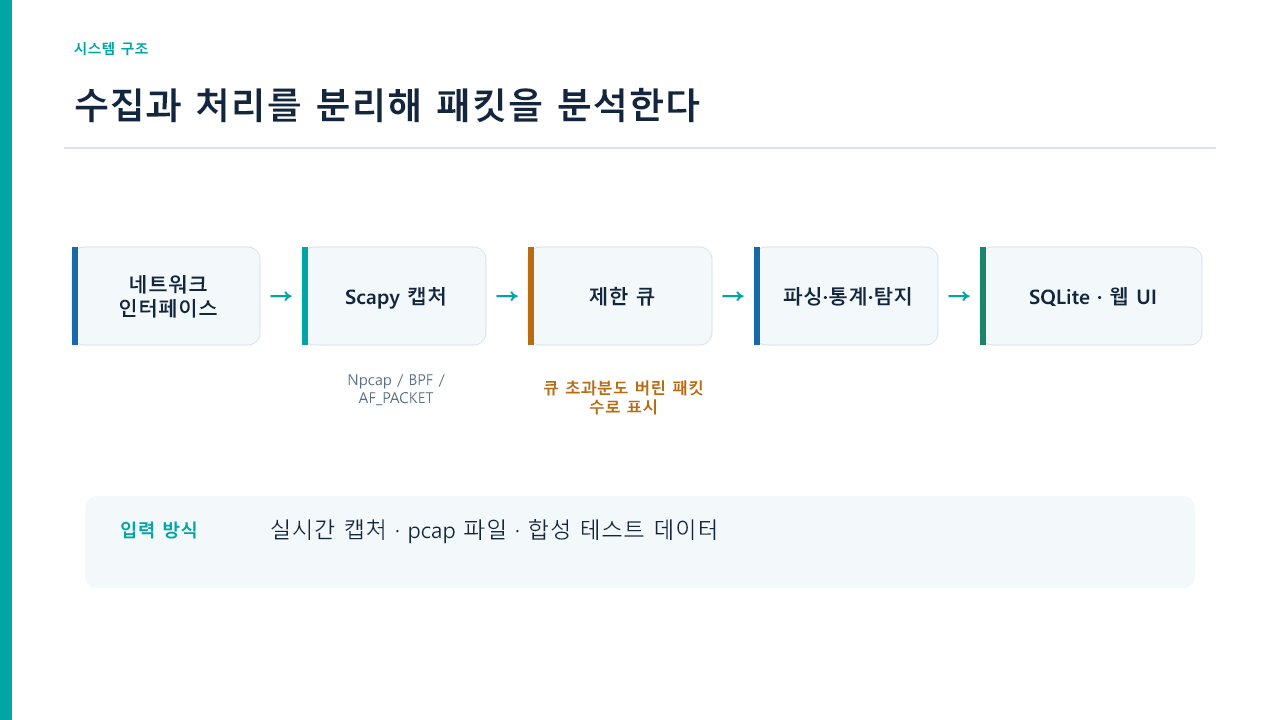 시스템 구조
수집과 처리를 분리해 패킷을 분석한다
네트워크
인터페이스
→
Scapy 캡처
→
제한 큐
→
파싱·통계·탐지
→
SQLite · 웹 UI
Npcap / BPF /
AF_PACKET
큐 초과분도 버린 패킷
수로 표시
입력 방식
실시간 캡처 · pcap 파일 · 합성 테스트 데이터